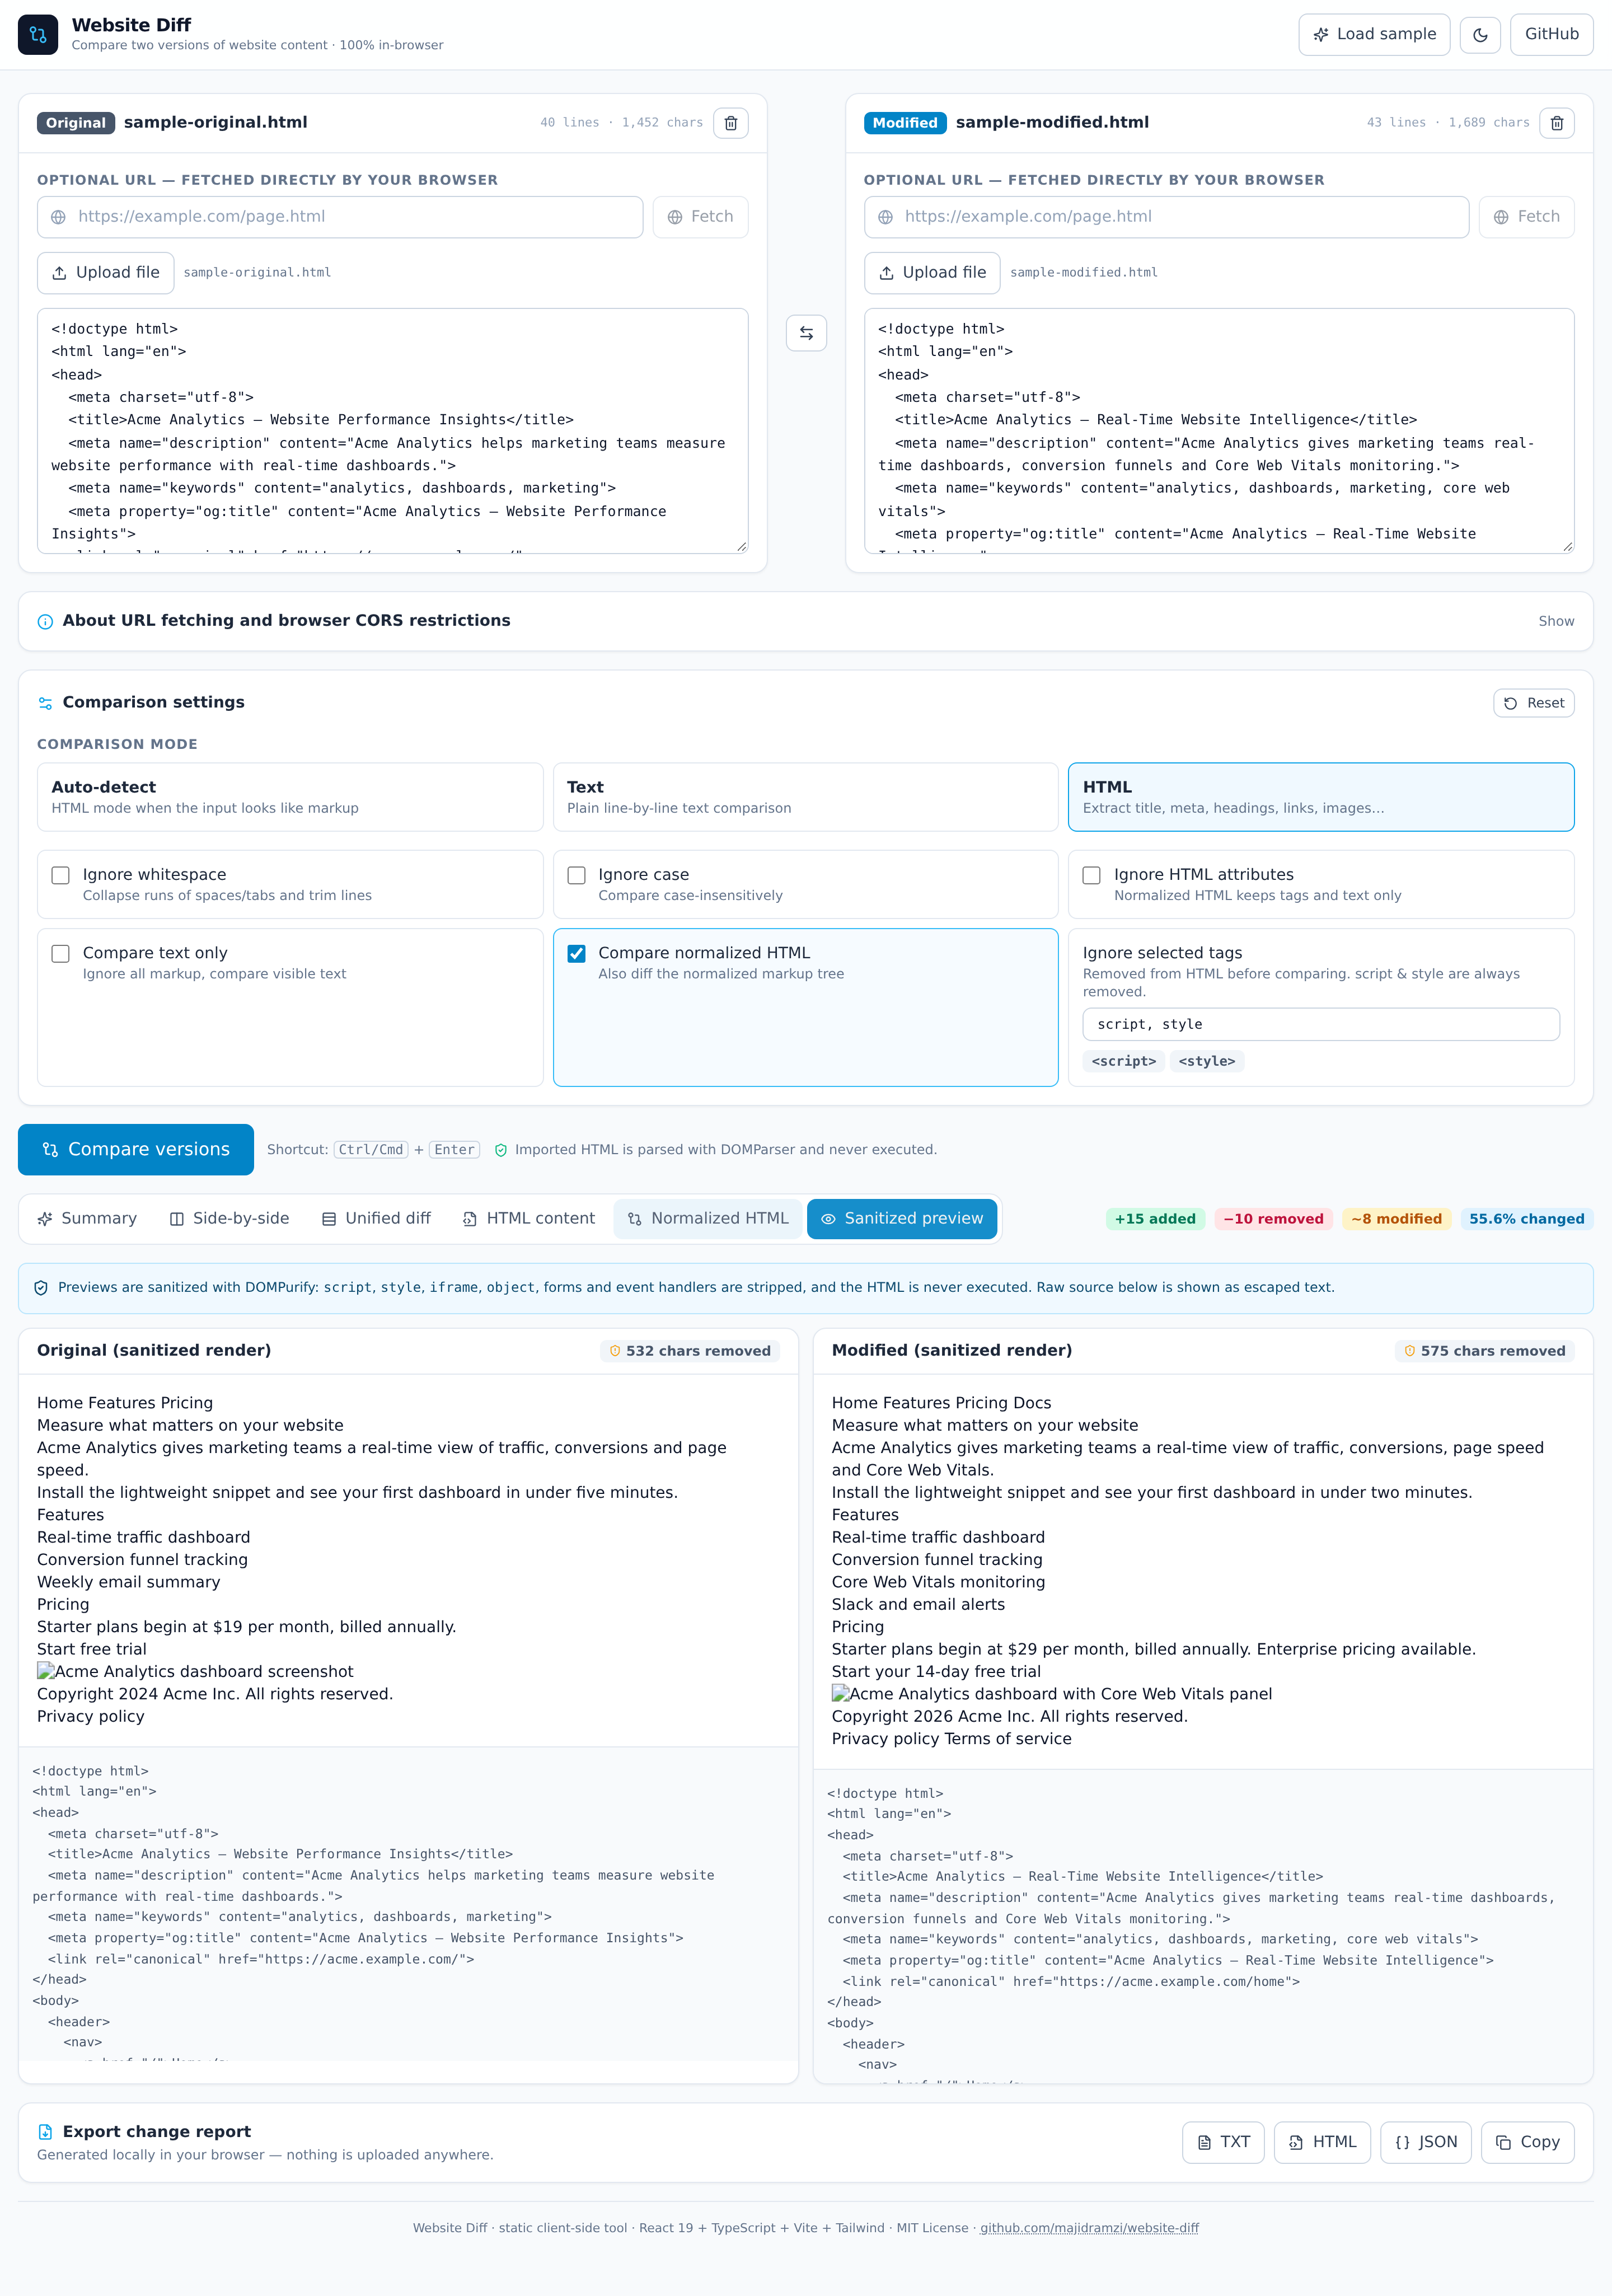 Website Diff
Compare two versions of website content · 100% in-browser
Load sample
GitHub
Original sample-original.html
40 lines · 1,452 chars
OPTIONAL URL — FETCHED DIRECTLY BY YOUR BROWSER
https://example.com/page.html
Fetch
Upload file
sample-original.html
<!doctype html>
<html lang="en">
<head>
  <meta charset="utf-8">
  <title>Acme Analytics — Website Performance Insights</title>
  <meta name="description" content="Acme Analytics helps marketing teams measure
website performance with real-time dashboards.">
  <meta name="keywords" content="analytics, dashboards, marketing">
  <meta property="og:title" content="Acme Analytics — Website Performance
Insights">
Modified sample-modified.html
43 lines · 1,689 chars
OPTIONAL URL — FETCHED DIRECTLY BY YOUR BROWSER
https://example.com/page.html
Fetch
Upload file
sample-modified.html
<!doctype html>
<html lang="en">
<head>
  <meta charset="utf-8">
  <title>Acme Analytics — Real-Time Website Intelligence</title>
  <meta name="description" content="Acme Analytics gives marketing teams real-
time dashboards, conversion funnels and Core Web Vitals monitoring.">
  <meta name="keywords" content="analytics, dashboards, marketing, core web
vitals">
  <meta property="og:title" content="Acme Analytics — Real-Time Website
About URL fetching and browser CORS restrictions
Show
Comparison settings
Reset
COMPARISON MODE
Auto-detect
HTML mode when the input looks like markup
Text
Plain line-by-line text comparison
HTML
Extract title, meta, headings, links, images…
Ignore whitespace
Collapse runs of spaces/tabs and trim lines
Ignore case
Compare case-insensitively
Ignore HTML attributes
Normalized HTML keeps tags and text only
Compare text only
Ignore all markup, compare visible text
Compare normalized HTML
Also diff the normalized markup tree
Ignore selected tags
Removed from HTML before comparing. script & style are always
removed.
script, style
<script> <style>
Compare versions
Shortcut: Ctrl/Cmd + Enter
Imported HTML is parsed with DOMParser and never executed.
Summary
Side-by-side
Unified diff
HTML content
Normalized HTML
Sanitized preview
+15 added
−10 removed
~8 modified
55.6% changed
Previews are sanitized with DOMPurify: script, style, iframe, object, forms and event handlers are stripped, and the HTML is never executed. Raw source below is shown as escaped text.
Original (sanitized render)
532 chars removed
Home Features Pricing
Measure what matters on your website
Acme Analytics gives marketing teams a real-time view of traffic, conversions and page
speed.
Install the lightweight snippet and see your first dashboard in under five minutes.
Features
Real-time traffic dashboard
Conversion funnel tracking
Weekly email summary
Pricing
Starter plans begin at $19 per month, billed annually.
Start free trial
Acme Analytics dashboard screenshot
Copyright 2024 Acme Inc. All rights reserved.
Privacy policy
<!doctype html>
<html lang="en">
<head>
  <meta charset="utf-8">
  <title>Acme Analytics — Website Performance Insights</title>
  <meta name="description" content="Acme Analytics helps marketing teams measure website
performance with real-time dashboards.">
  <meta name="keywords" content="analytics, dashboards, marketing">
  <meta property="og:title" content="Acme Analytics — Website Performance Insights">
  <link rel="canonical" href="https://acme.example.com/">
</head>
<body>
  <header>
    <nav>
Modified (sanitized render)
575 chars removed
Home Features Pricing Docs
Measure what matters on your website
Acme Analytics gives marketing teams a real-time view of traffic, conversions, page speed
and Core Web Vitals.
Install the lightweight snippet and see your first dashboard in under two minutes.
Features
Real-time traffic dashboard
Conversion funnel tracking
Core Web Vitals monitoring
Slack and email alerts
Pricing
Starter plans begin at $29 per month, billed annually. Enterprise pricing available.
Start your 14-day free trial
Acme Analytics dashboard with Core Web Vitals panel
Copyright 2026 Acme Inc. All rights reserved.
Privacy policy Terms of service
<!doctype html>
<html lang="en">
<head>
  <meta charset="utf-8">
  <title>Acme Analytics — Real-Time Website Intelligence</title>
  <meta name="description" content="Acme Analytics gives marketing teams real-time dashboards,
conversion funnels and Core Web Vitals monitoring.">
  <meta name="keywords" content="analytics, dashboards, marketing, core web vitals">
  <meta property="og:title" content="Acme Analytics — Real-Time Website Intelligence">
  <link rel="canonical" href="https://acme.example.com/home">
</head>
<body>
  <header>
    <nav>
Export change report
Generated locally in your browser — nothing is uploaded anywhere.
TXT
HTML
JSON
Copy
Website Diff · static client-side tool · React 19 + TypeScript + Vite + Tailwind · MIT License · github.com/majidramzi/website-diff